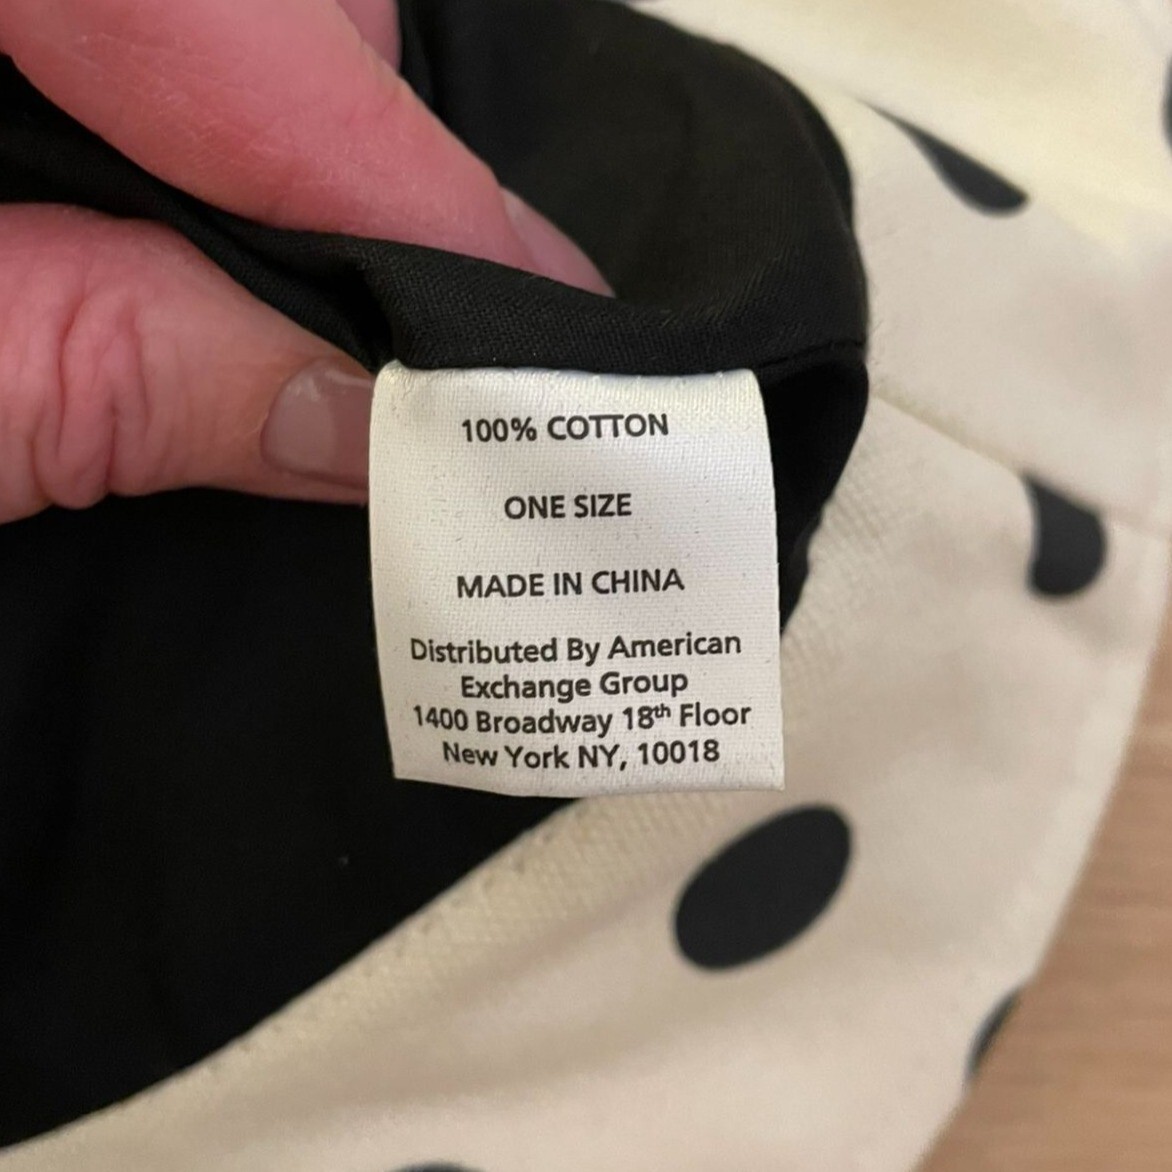 100% COTTON
ONE SIZE
MADE IN CHINA
Distributed By American
Exchange Group
1400 Broadway 18th Floor
New York NY, 10018